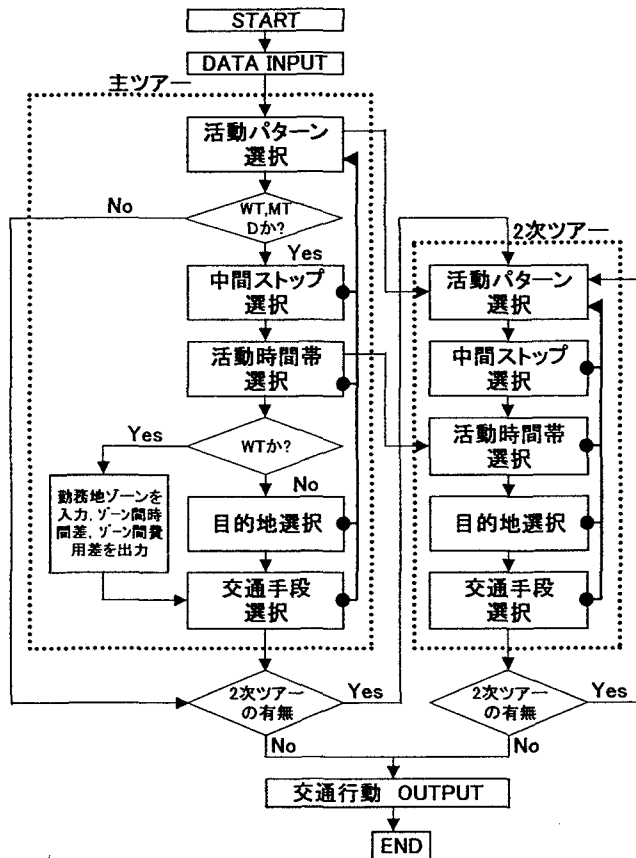 START
DATA INPUT
主ツアー
活動パターン
選択
No
WT,MT
Dか?
Yes
2次ツアー
中間ストップ
選択
活動パターン
選択
活動時間帯
選択
中間ストップ
選択
Yes
WTか?
活動時間帯
選択
No
勤務地ゾーンを
入力，ゾーン間時
間差，ゾーン間費
用差を出力
目的地選択
目的地選択
交通手段
選択
交通手段
選択
2次ツアー
の有無
Yes
No
2次ツアー
の有無
Yes
No
交通行動 OUTPUT
END